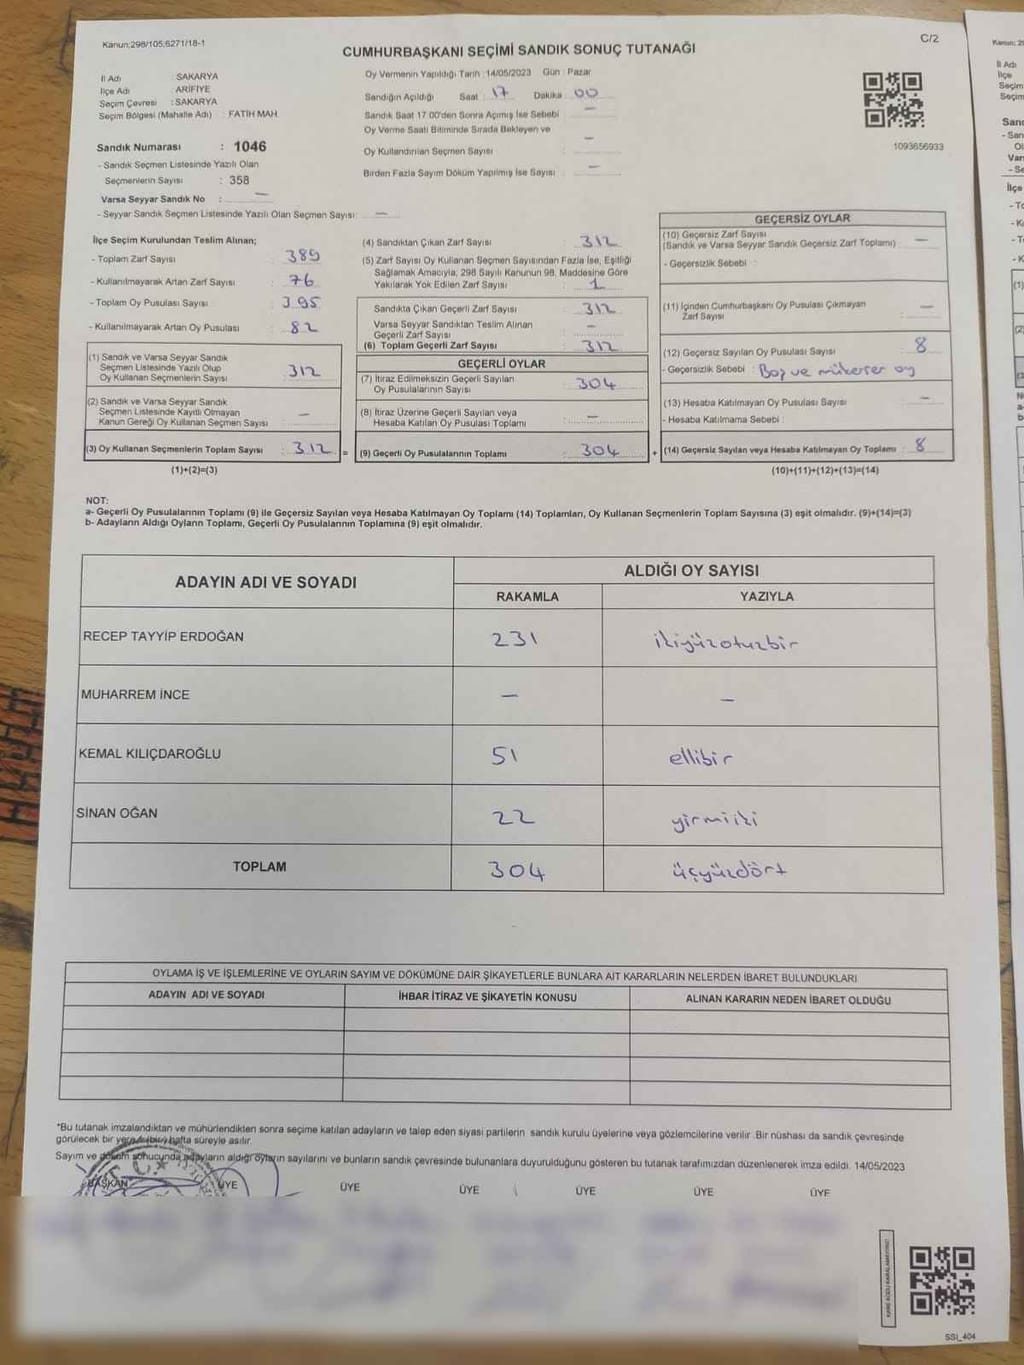 Kanun:298/105;6271/18-1
C/2
CUMHURBAŞKANI SEÇİMİ SANDIK SONUÇ TUTANAĞI
İl Adı : SAKARYA
İlçe Adı : ARİFİYE
Seçim Çevresi : SAKARYA
Seçim Bölgesi (Mahalle Adı) : FATİH MAH.
Oy Vermenin Yapıldığı Tarih :14/05/2023 Gün : Pazar
Sandığın Açıldığı Saat : 17 Dakika : 00
Sandık Saat 17.00'den Sonra Açımış İse Sebebi : —
Oy Verme Saati Bitiminde Sırada Bekleyen ve
Oy Kullandırılan Seçmen Sayısı : —
Birden Fazla Sayım Döküm Yapılmış İse Sayısı : —
1093656933
Sandık Numarası : 1046
- Sandık Seçmen Listesinde Yazılı Olan
Seçmenlerin Sayısı : 358
Varsa Seyyar Sandık No : —
- Seyyar Sandık Seçmen Listesinde Yazılı Olan Seçmen Sayısı: —
İlçe Seçim Kurulundan Teslim Alınan;
- Toplam Zarf Sayısı : 389
- Kullanılmayarak Artan Zarf Sayısı : 76
- Toplam Oy Pusulası Sayısı : 395
- Kullanılmayarak Artan Oy Pusulası : 82
(1) Sandık ve Varsa Seyyar Sandık
Seçmen Listesinde Yazılı Olup
Oy Kullanan Seçmenlerin Sayısı : 312
(2) Sandık ve Varsa Seyyar Sandık
Seçmen Listesinde Kayıtlı Olmayan
Kanun Gereği Oy Kullanan Seçmen Sayısı : —
(3) Oy Kullanan Seçmenlerin Toplam Sayısı : 312 =
(1)+(2)=(3)
(4) Sandıktan Çıkan Zarf Sayısı : 312
(5) Zarf Sayısı Oy Kullanan Seçmen Sayısından Fazla İse, Eşitliği
Sağlamak Amacıyla, 298 Sayılı Kanunun 98. Maddesine Göre
Yakılarak Yok Edilen Zarf Sayısı : 1
Sandıkta Çıkan Geçerli Zarf Sayısı : 312
Varsa Seyyar Sandıktan Teslim Alınan
Geçerli Zarf Sayısı : —
(6) Toplam Geçerli Zarf Sayısı : 312
GEÇERLİ OYLAR
(7) İtiraz Edilmeksizin Geçerli Sayılan
Oy Pusulalarının Sayısı : 304
(8) İtiraz Üzerine Geçerli Sayılan veya
Hesaba Katılan Oy Pusulası Toplamı : —
(9) Geçerli Oy Pusulalarının Toplamı : 304 +
GEÇERSİZ OYLAR
(10) Geçersiz Zarf Sayısı
(Sandık ve Varsa Seyyar Sandık Geçersiz Zarf Toplamı) : —
- Geçersizlik Sebebi :
(11) İçinden Cumhurbaşkanı Oy Pusulası Çıkmayan
Zarf Sayısı : —
(12) Geçersiz Sayılan Oy Pusulası Sayısı : 8
- Geçersizlik Sebebi : Boş ve mükerrer oy
(13) Hesaba Katılmayan Oy Pusulası Sayısı : —
- Hesaba Katılmama Sebebi :
(14) Geçersiz Sayılan veya Hesaba Katılmayan Oy Toplamı : 8
(10)+(11)+(12)+(13)=(14)
NOT:
a- Geçerli Oy Pusulalarının Toplamı (9) ile Geçersiz Sayılan veya Hesaba Katılmayan Oy Toplamı (14) Toplamları, Oy Kullanan Seçmenlerin Toplam Sayısına (3) eşit olmalıdır. (9)+(14)=(3)
b- Adayların Aldığı Oyların Toplamı, Geçerli Oy Pusulalarının Toplamına (9) eşit olmalıdır.
ADAYIN ADI VE SOYADI ALDIĞI OY SAYISI
RAKAMLA YAZIYLA
RECEP TAYYİP ERDOĞAN 231 ikiyüzotuzbir
MUHARREM İNCE — —
KEMAL KILIÇDAROĞLU 51 ellibir
SİNAN OĞAN 22 yirmiiki
TOPLAM 304 üçyüzdört
OYLAMA İŞ VE İŞLEMLERİNE VE OYLARIN SAYIM VE DÖKÜMÜNE DAİR ŞİKAYETLERLE BUNLARA AİT KARARLARIN NELERDEN İBARET BULUNDUKLARI
ADAYIN ADI VE SOYADI İHBAR İTİRAZ VE ŞİKAYETİN KONUSU ALINAN KARARIN NEDEN İBARET OLDUĞU
*Bu tutanak imzalandıktan ve mühürlendikten sonra seçime katılan adayların ve talep eden siyasi partilerin sandık kurulu üyelerine veya gözlemcilerine verilir .Bir nüshası da sandık çevresinde
görülecek bir yere 1 (bir) hafta süreyle asılır.
Sayım ve döküm sonucunda adayların aldığı oyların sayılarını ve bunların sandık çevresinde bulunanlara duyurulduğunu gösteren bu tutanak tarafımızdan düzenlenerek imza edildi. 14/05/2023
BAŞKAN ÜYE ÜYE ÜYE ÜYE ÜYE ÜYE
SSI_404